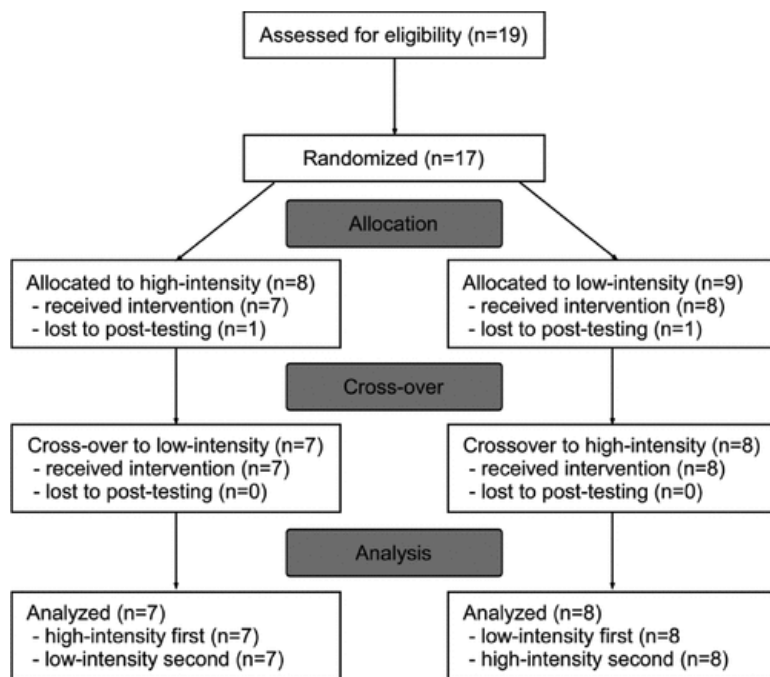 Assessed for eligibility (n=19)
Randomized (n=17)
Allocation
Allocated to high-intensity (n=8)
- received intervention (n=7)
- lost to post-testing (n=1)
Allocated to low-intensity (n=9)
- received intervention (n=8)
- lost to post-testing (n=1)
Cross-over
Cross-over to low-intensity (n=7)
- received intervention (n=7)
- lost to post-testing (n=0)
Crossover to high-intensity (n=8)
- received intervention (n=8)
- lost to post-testing (n=0)
Analysis
Analyzed (n=7)
- high-intensity first (n=7)
- low-intensity second (n=7)
Analyzed (n=8)
- low-intensity first (n=8
- high-intensity second (n=8)